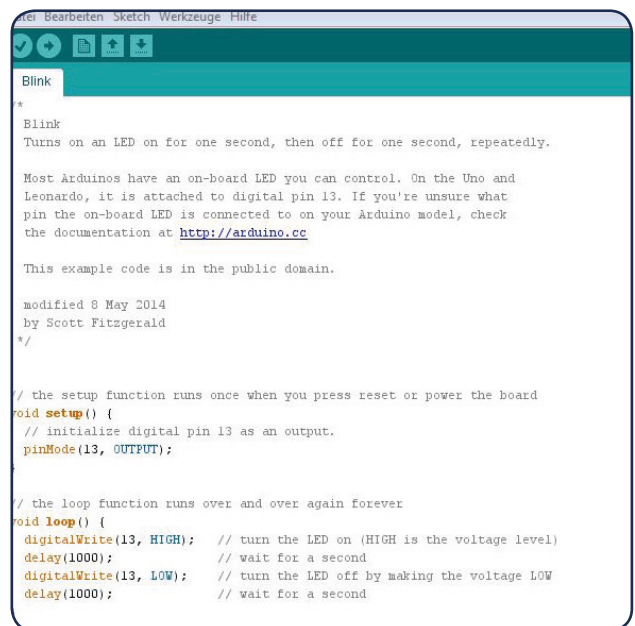 Datei Bearbeiten Sketch Werkzeuge Hilfe
Blink
/*
Blink
Turns on an LED on for one second, then off for one second, repeatedly.
Most Arduinos have an on-board LED you can control. On the Uno and
Leonardo, it is attached to digital pin 13. If you're unsure what
pin the on-board LED is connected to on your Arduino model, check
the documentation at http://arduino.cc
This example code is in the public domain.
modified 8 May 2014
by Scott Fitzgerald
*/
// the setup function runs once when you press reset or power the board
void setup() {
// initialize digital pin 13 as an output.
pinMode(13, OUTPUT);
}
// the loop function runs over and over again forever
void loop() {
digitalWrite(13, HIGH);   // turn the LED on (HIGH is the voltage level)
delay(1000);              // wait for a second
digitalWrite(13, LOW);    // turn the LED off by making the voltage LOW
delay(1000);              // wait for a second